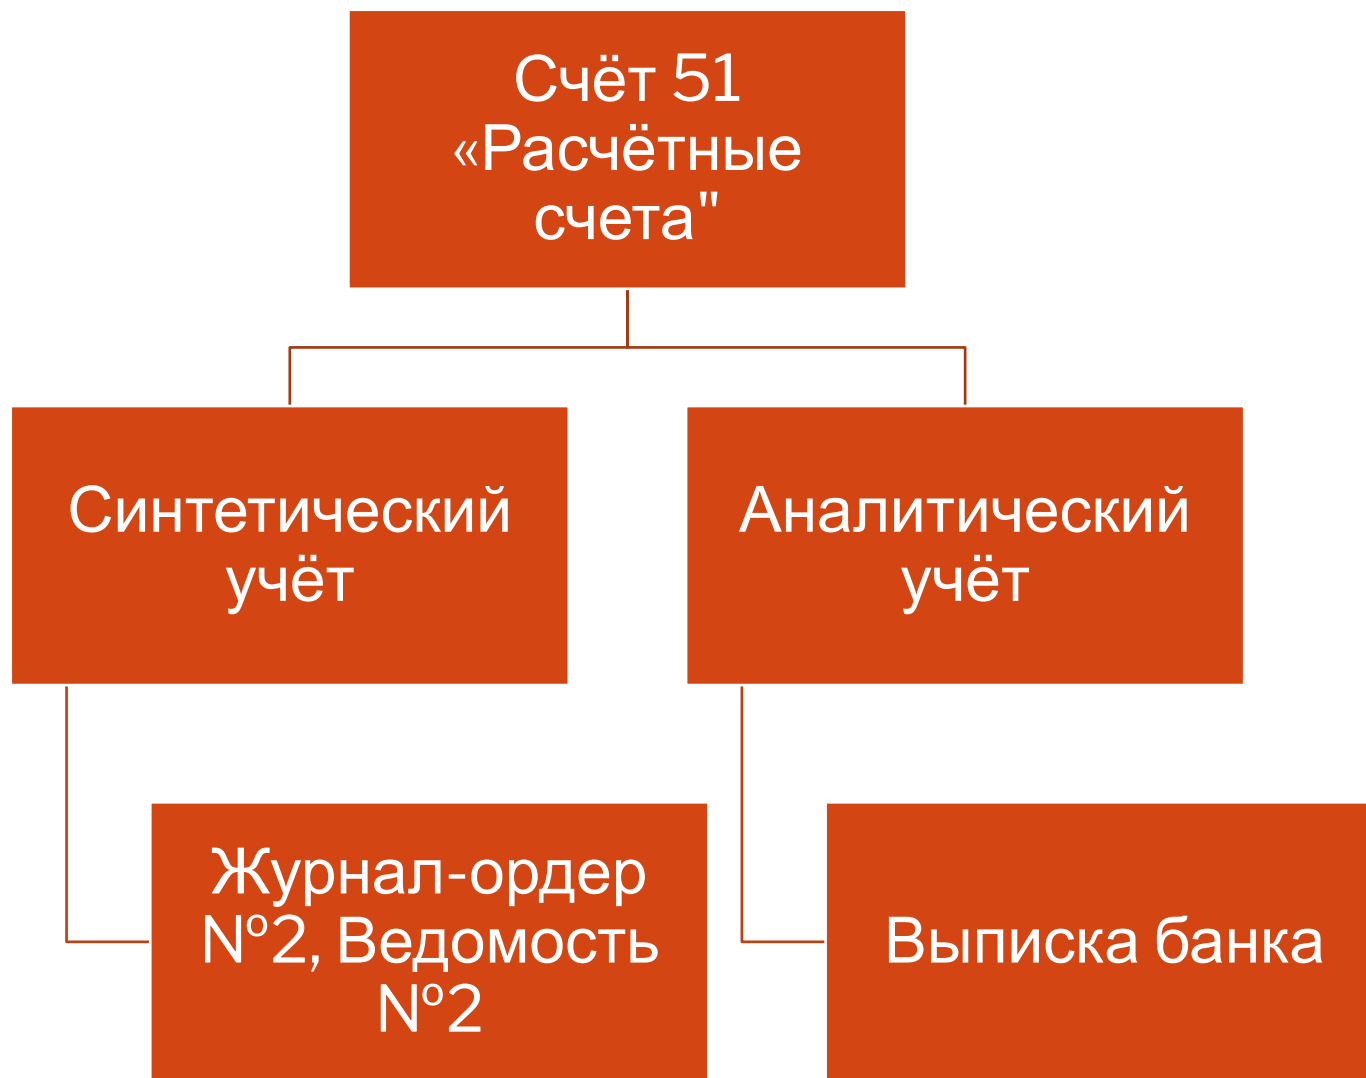 Счёт 51
«Расчётные
счета"
Синтетический
учёт
Аналитический
учёт
Журнал-ордер
№2, Ведомость
№2
Выписка банка